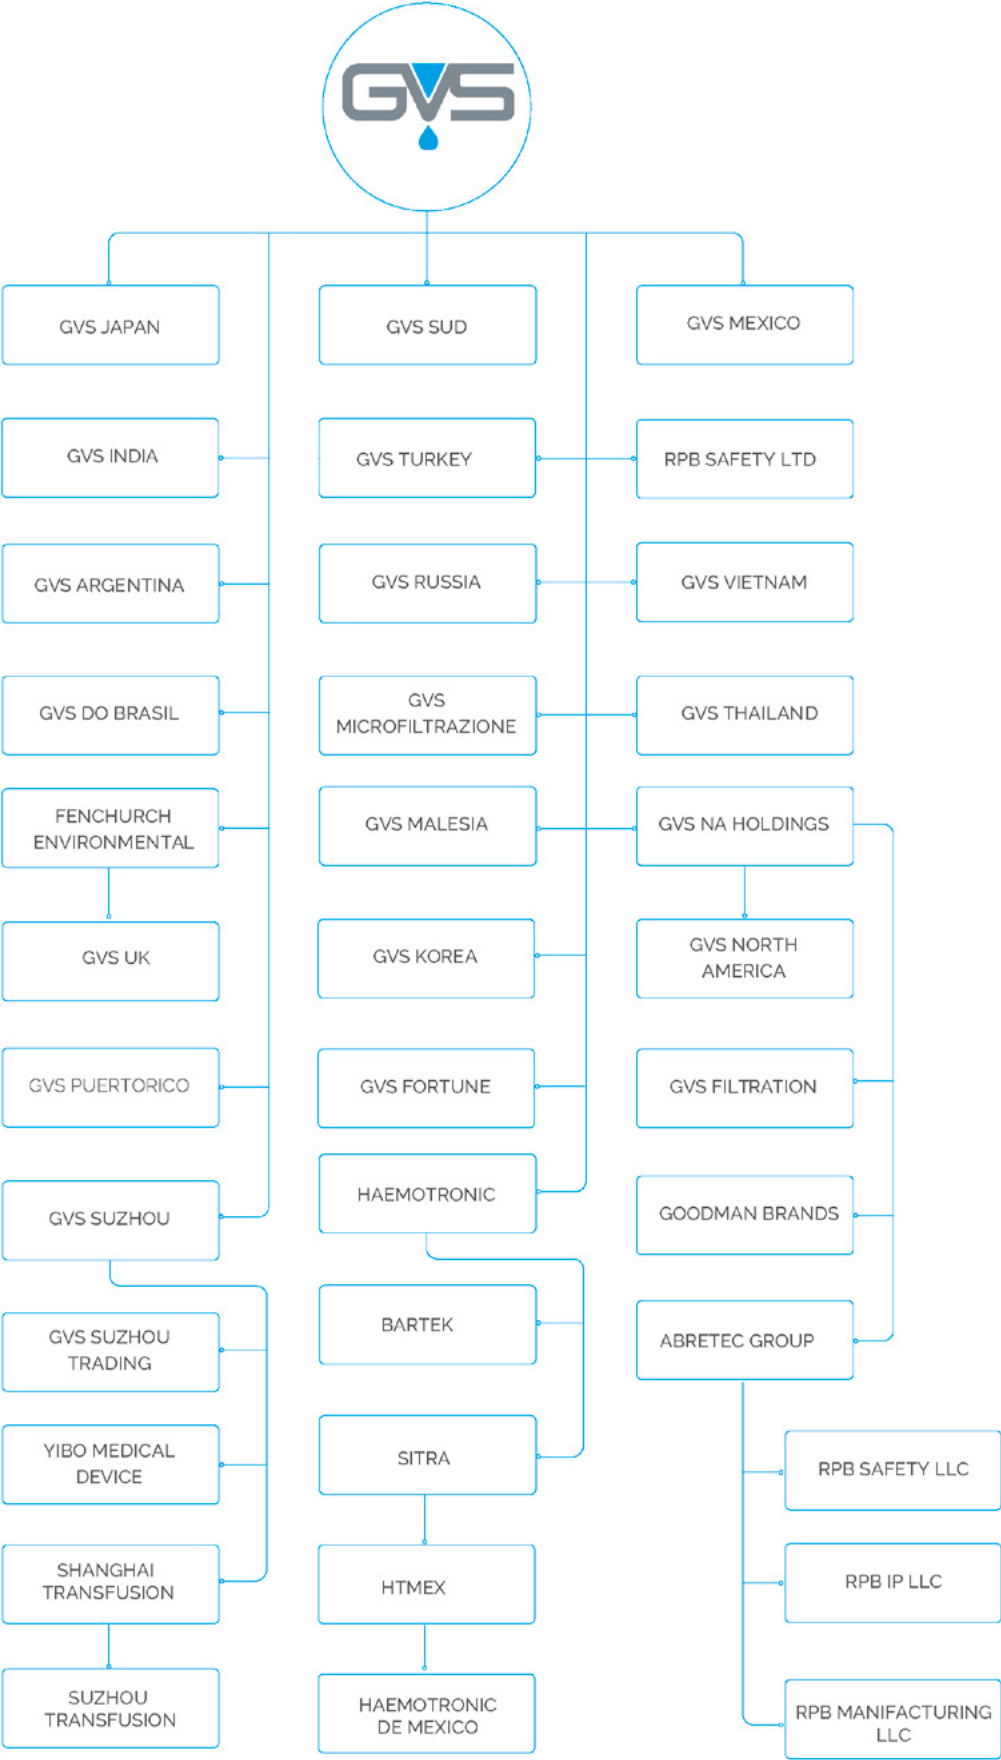 GVS
GVS JAPAN
GVS SUD
GVS MEXICO
GVS INDIA
GVS TURKEY
RPB SAFETY LTD
GVS ARGENTINA
GVS RUSSIA
GVS VIETNAM
GVS DO BRASIL
GVS
MICROFILTRAZIONE
GVS THAILAND
FENCHURCH
ENVIRONMENTAL
GVS MALESIA
GVS NA HOLDINGS
GVS UK
GVS KOREA
GVS NORTH
AMERICA
GVS PUERTORICO
GVS FORTUNE
GVS FILTRATION
GVS SUZHOU
HAEMOTRONIC
GOODMAN BRANDS
GVS SUZHOU
TRADING
BARTEK
ABRETEC GROUP
YIBO MEDICAL
DEVICE
SITRA
RPB SAFETY LLC
SHANGHAI
TRANSFUSION
HTMEX
RPB IP LLC
SUZHOU
TRANSFUSION
HAEMOTRONIC
DE MEXICO
RPB MANIFACTURING
LLC